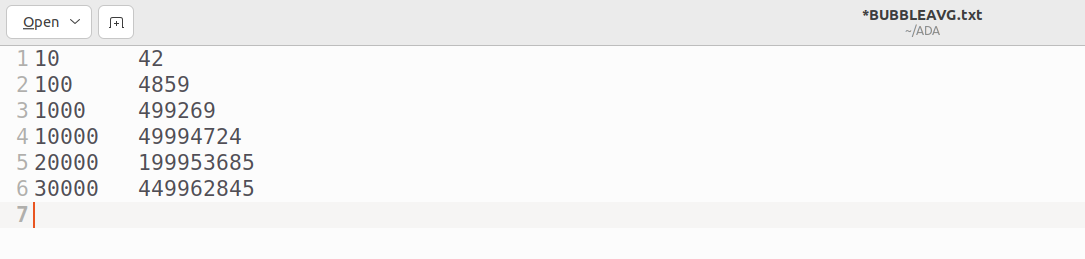 Open
*BUBBLEAVG.txt
~/ADA
1 10 42
2 100 4859
3 1000 499269
4 10000 49994724
5 20000 199953685
6 30000 449962845
7